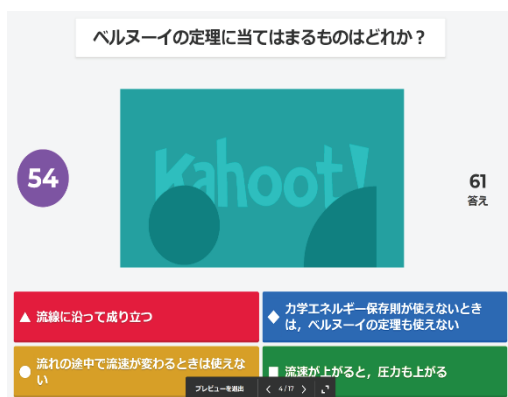 ベルヌーイの定理に当てはまるものはどれか？
Kahoot!
54
61
答え
流線に沿って成り立つ
力学エネルギー保存則が使えないとき
は，ベルヌーイの定理も使えない
流れの途中で流速が変わるときは使えな
い
流速が上がると，圧力も上がる
プレビューを退出
4/17